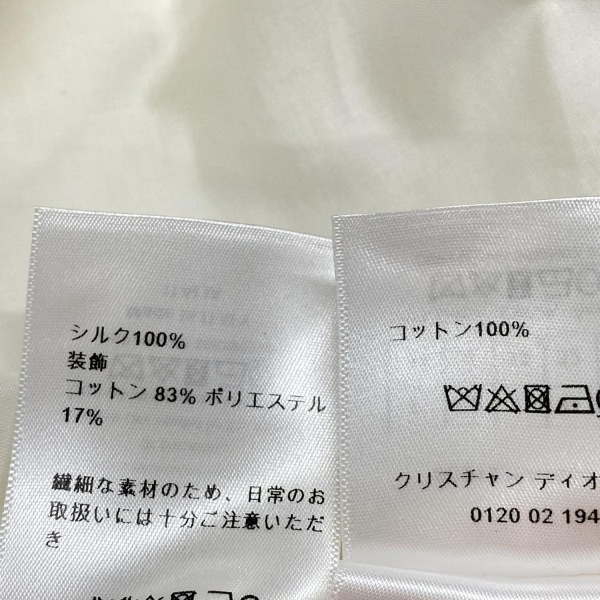 シルク100%
装飾
コットン 83% ポリエステル
17%
繊細な素材のため、日常のお
取扱いには十分ご注意いただ
き
コットン100%
クリスチャン ディオ
0120 02 194